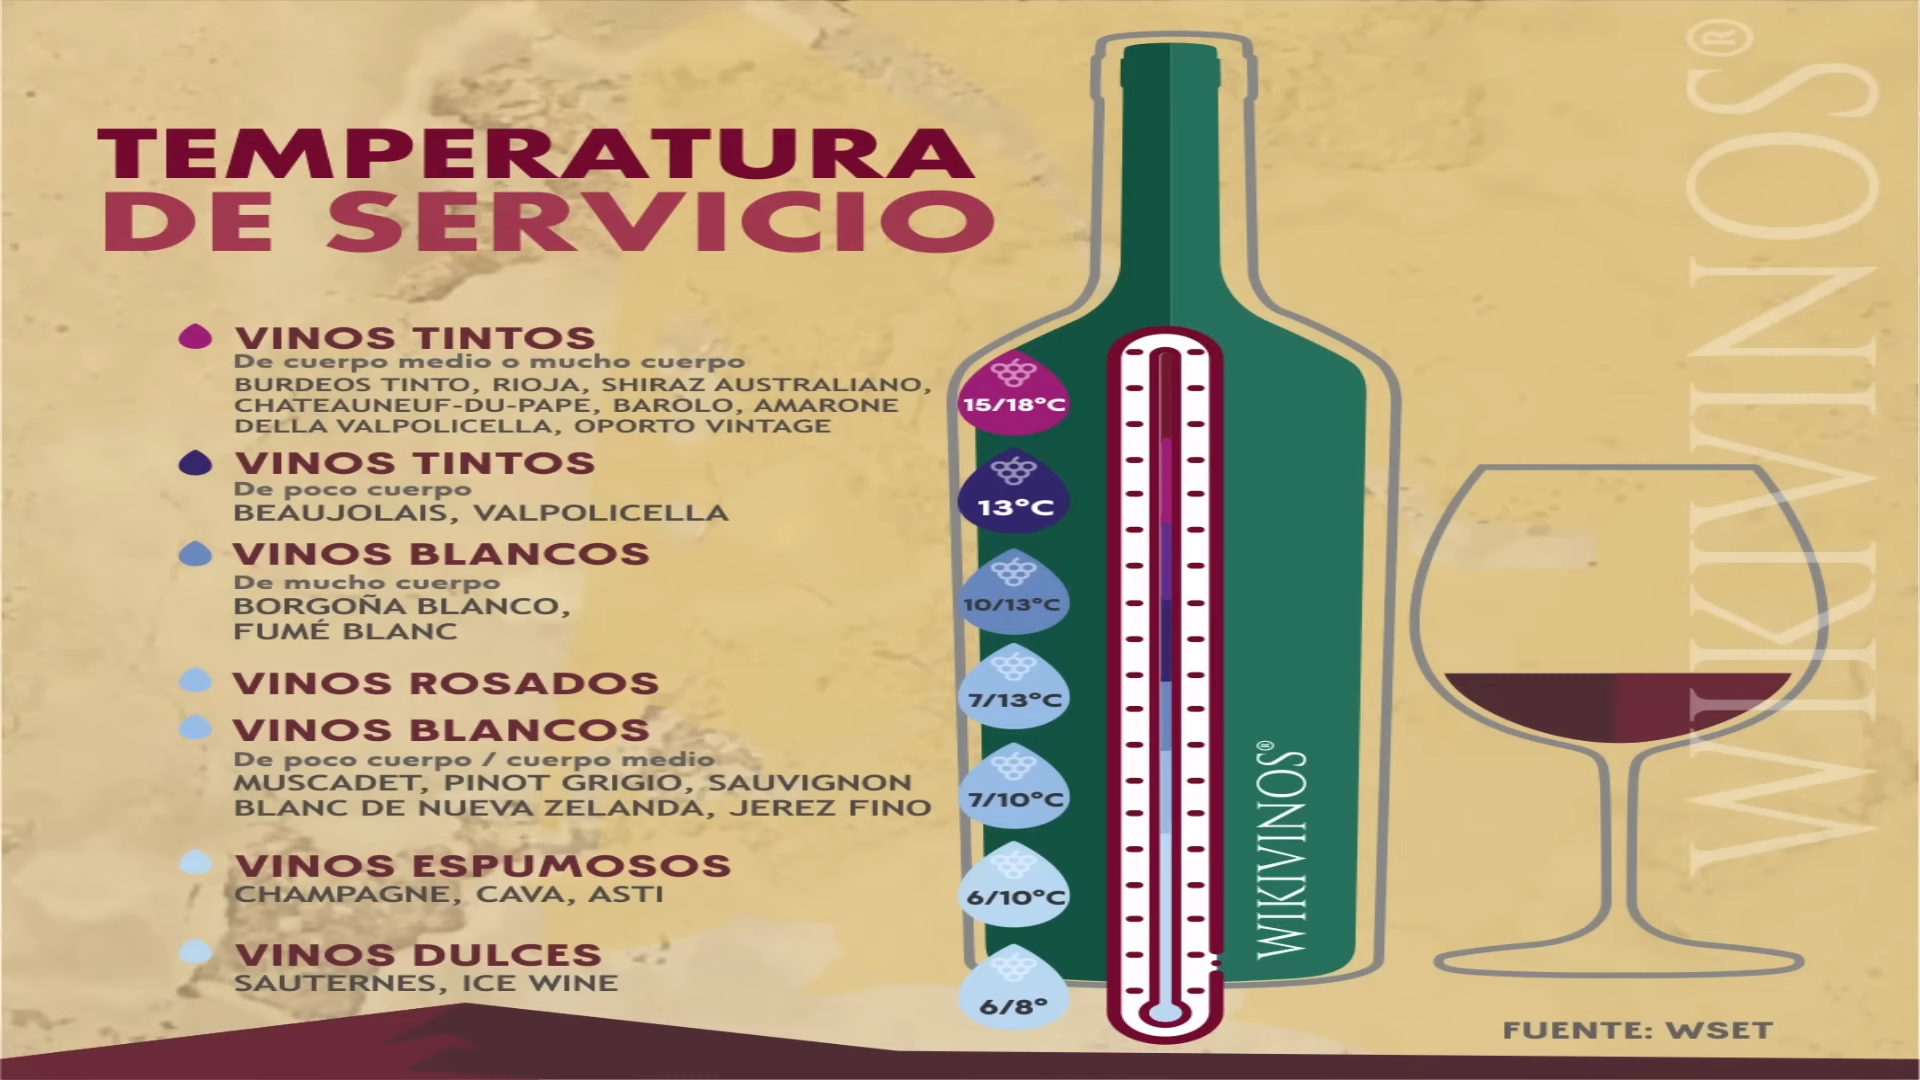 TEMPERATURA
DE SERVICIO
VINOS TINTOS
De cuerpo medio o mucho cuerpo
BURDEOS TINTO, RIOJA, SHIRAZ AUSTRALIANO,
CHATEAUNEUF-DU-PAPE, BAROLO, AMARONE
DELLA VALPOLICELLA, OPORTO VINTAGE
15/18°C
VINOS TINTOS
De poco cuerpo
BEAUJOLAIS, VALPOLICELLA
13°C
VINOS BLANCOS
De mucho cuerpo
BORGOÑA BLANCO,
FUMÉ BLANC
10/13°C
VINOS ROSADOS
7/13°C
VINOS BLANCOS
De poco cuerpo / cuerpo medio
MUSCADET, PINOT GRIGIO, SAUVIGNON
BLANC DE NUEVA ZELANDA, JEREZ FINO
7/10°C
VINOS ESPUMOSOS
CHAMPAGNE, CAVA, ASTI
6/10°C
VINOS DULCES
SAUTERNES, ICE WINE
6/8°
WIKIVINOS®
WIKIVINOS®
FUENTE: WSET